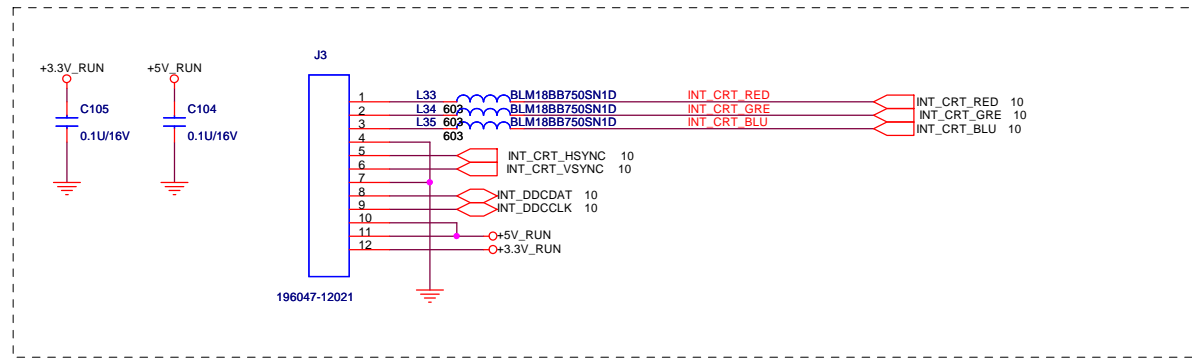 J3
+3.3V_RUN
+5V_RUN
C105
C104
0.1U/16V
0.1U/16V
1 L33 BLM18BB750SN1D INT_CRT_RED INT_CRT_RED 10
2 L34 603 INT_CRT_GRE INT_CRT_GRE 10
3 L35 603 BLM18BB750SN1D INT_CRT_BLU INT_CRT_BLU 10
4 603
5 INT_CRT_HSYNC 10
6 INT_CRT_VSYNC 10
7
8 INT_DDCDAT 10
9 INT_DDCCLK 10
10
11 +5V_RUN
12 +3.3V_RUN
196047-12021